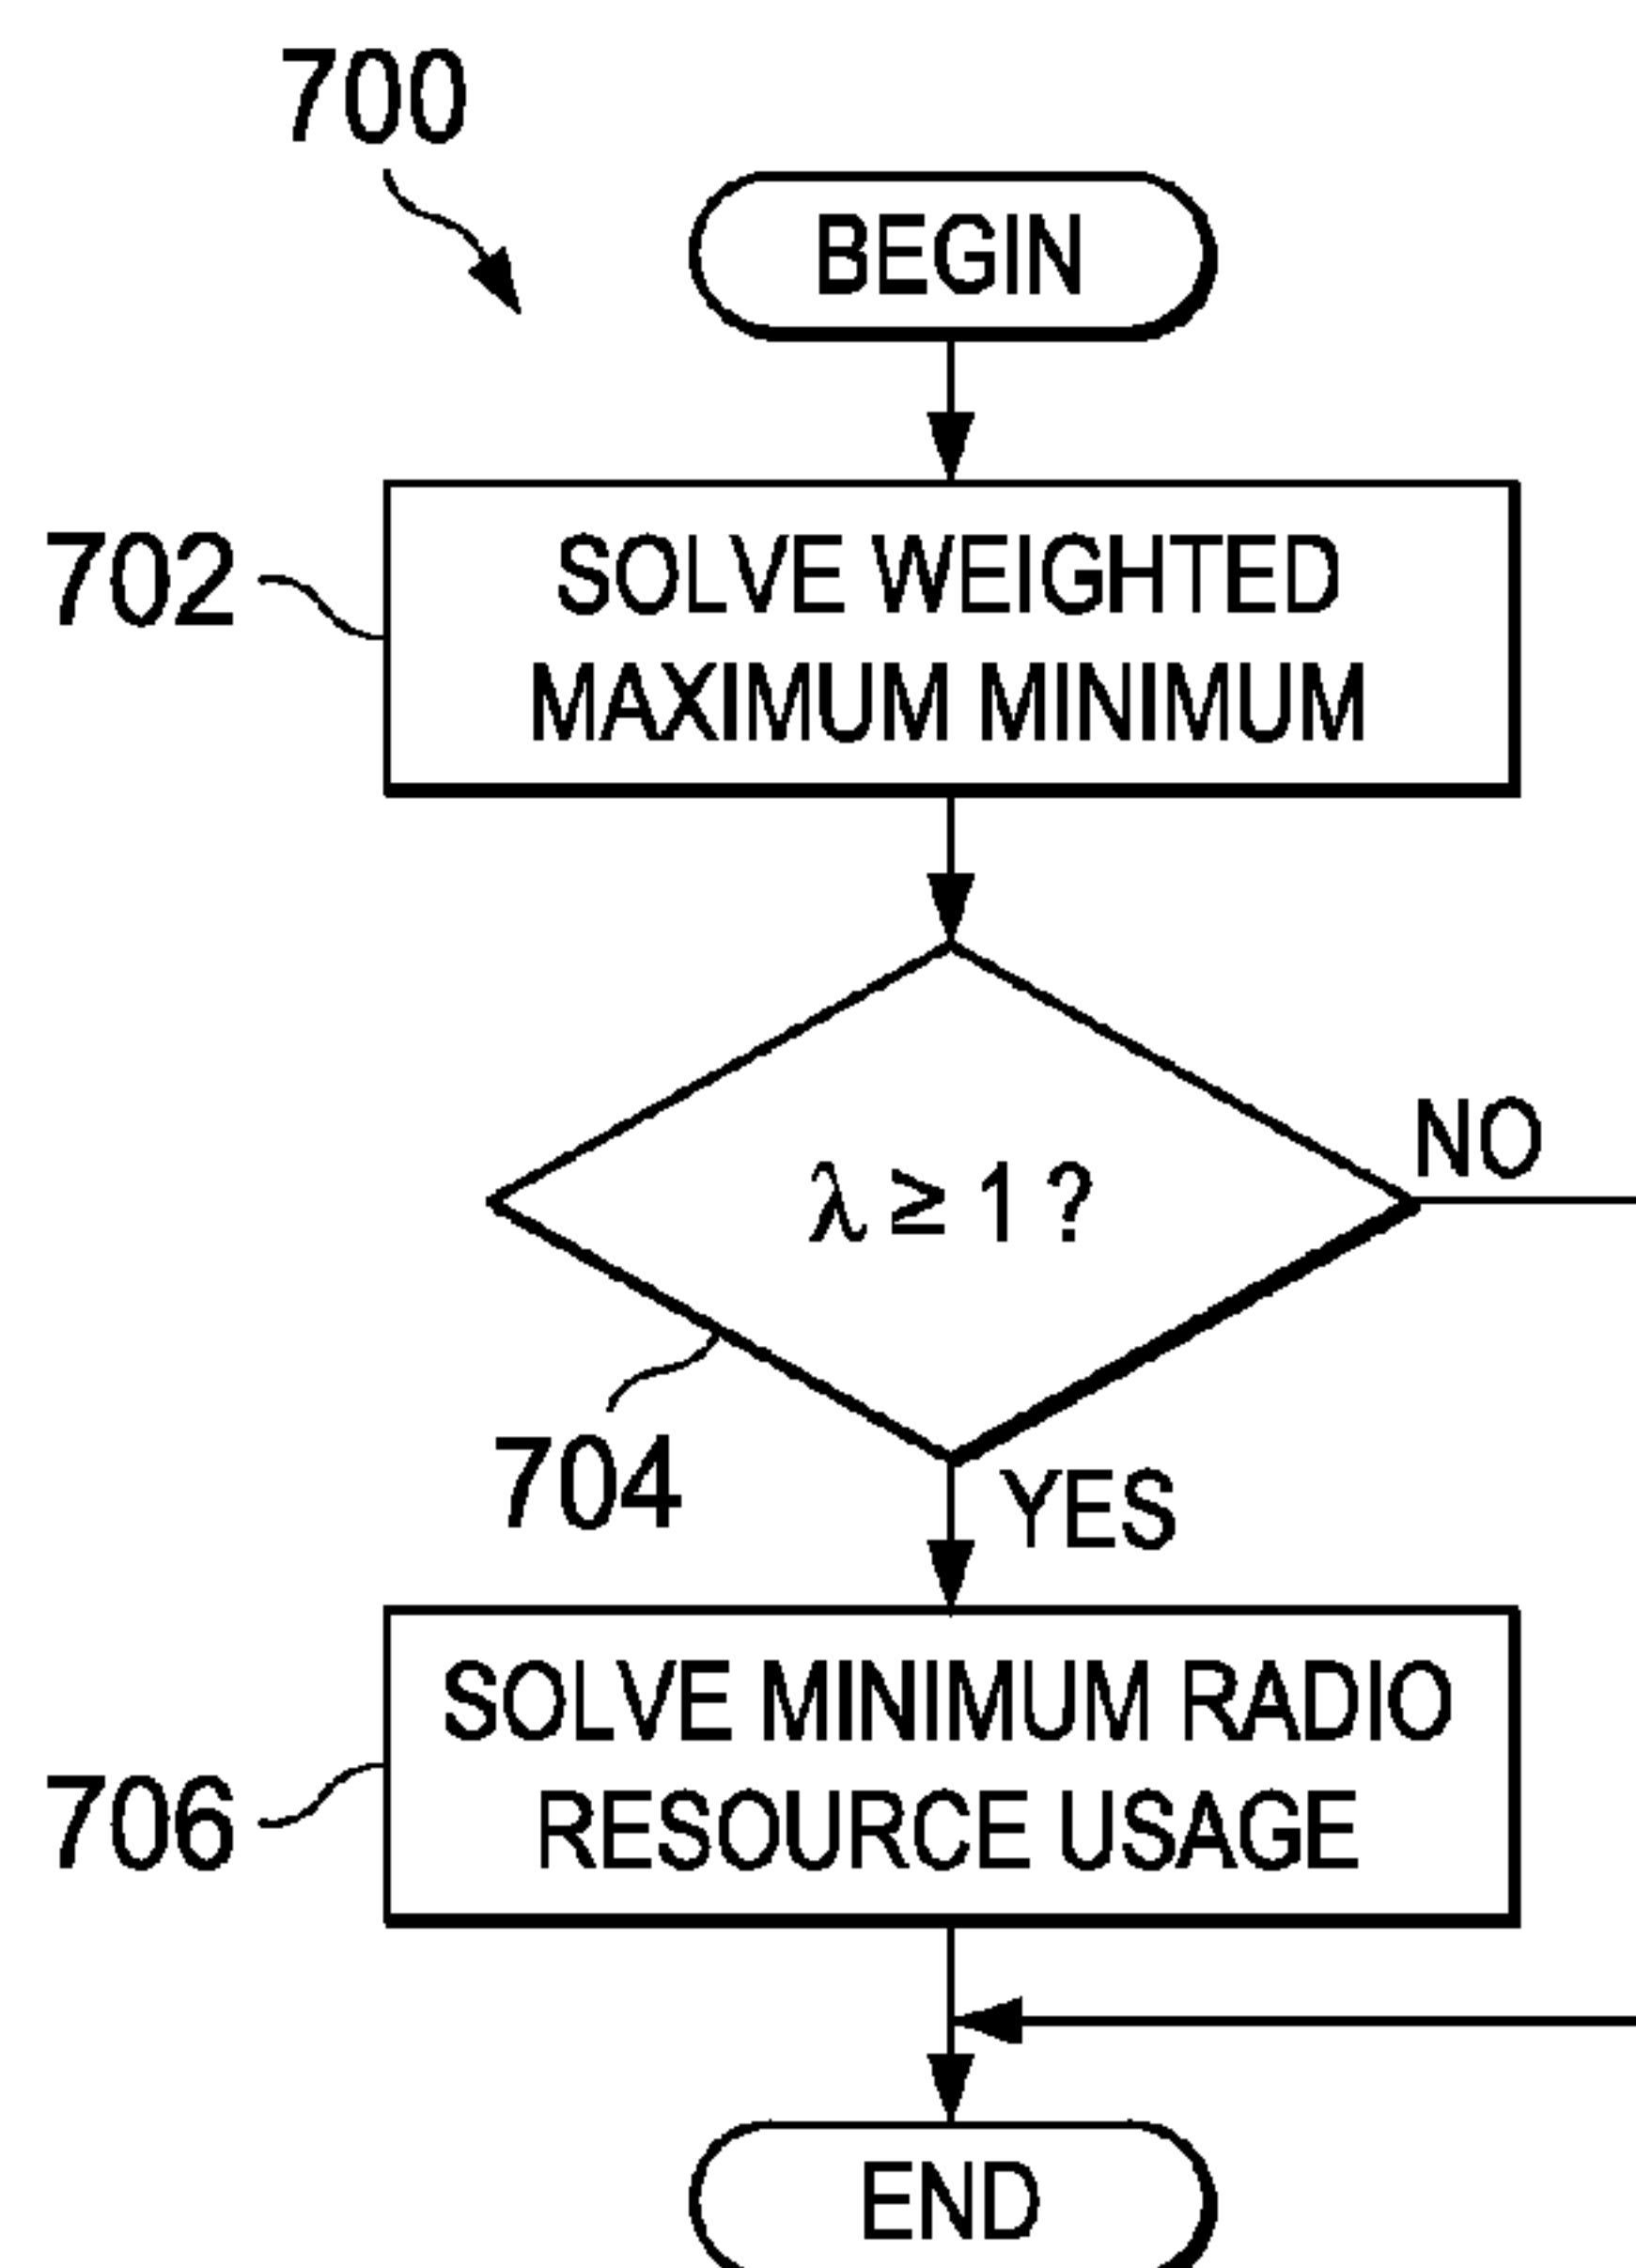 700
BEGIN
702
SOLVE WEIGHTED
MAXIMUM MINIMUM
λ ≥ 1 ?
NO
704
YES
706
SOLVE MINIMUM RADIO
RESOURCE USAGE
END